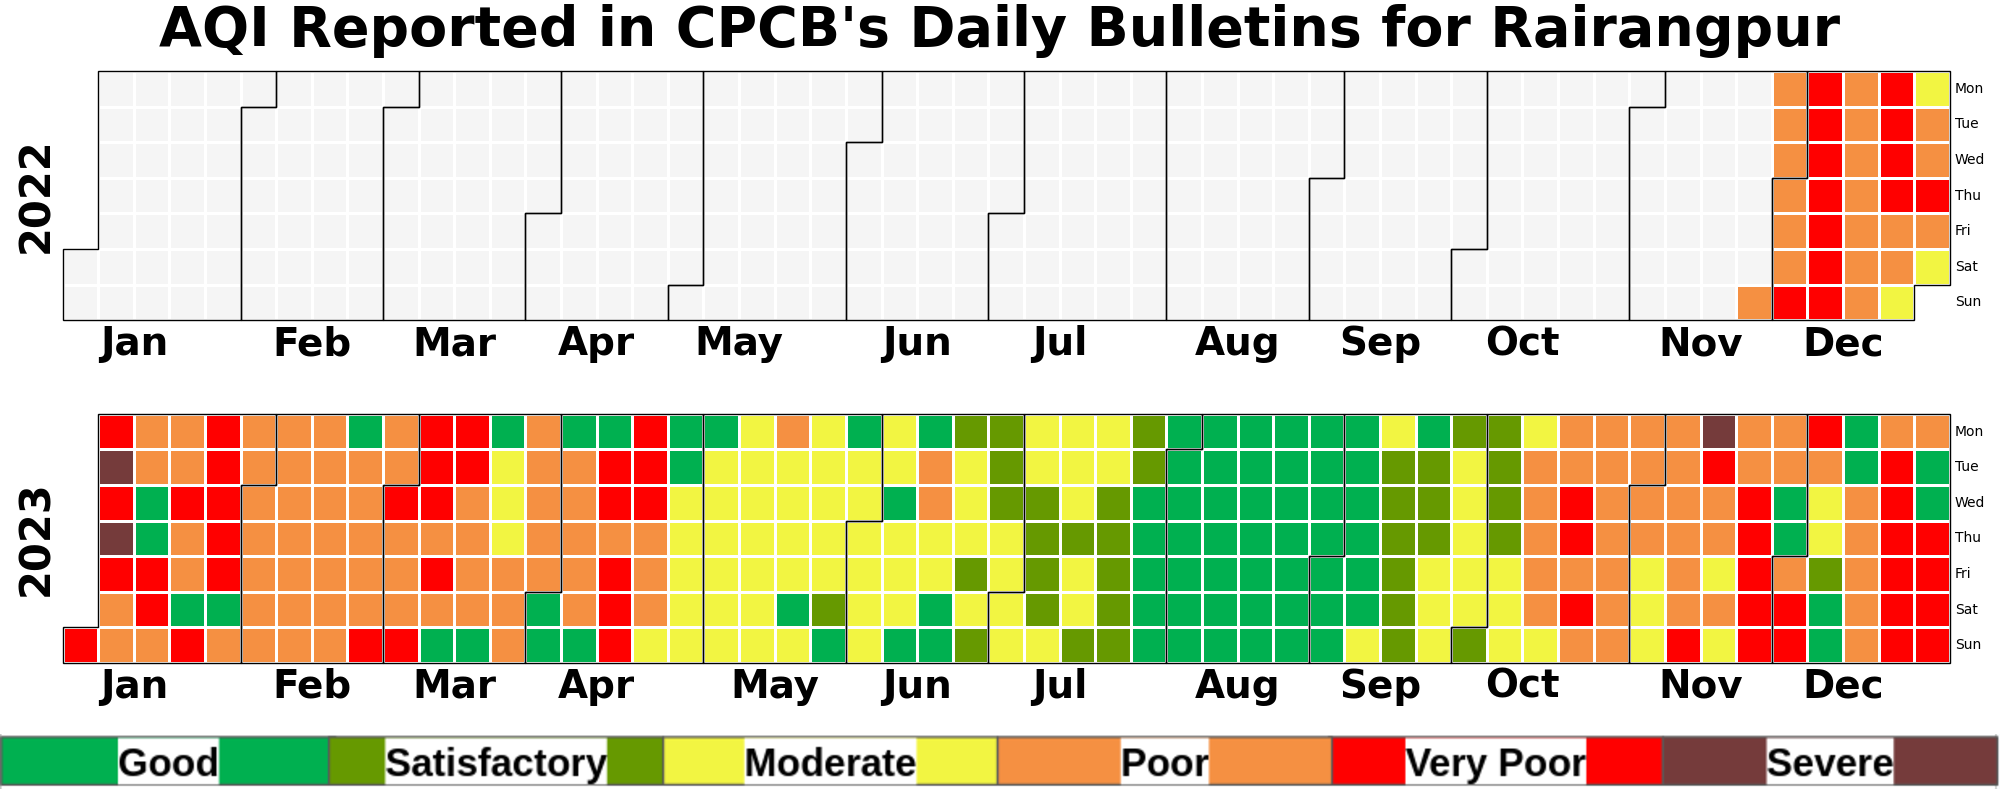 AQI Reported in CPCB's Daily Bulletins for Rairangpur
2022
Mon
Tue
Wed
Thu
Fri
Sat
Sun
Jan Feb Mar Apr May Jun Jul Aug Sep Oct Nov Dec
2023
Mon
Tue
Wed
Thu
Fri
Sat
Sun
Jan Feb Mar Apr May Jun Jul Aug Sep Oct Nov Dec
Good Satisfactory Moderate Poor Very Poor Severe